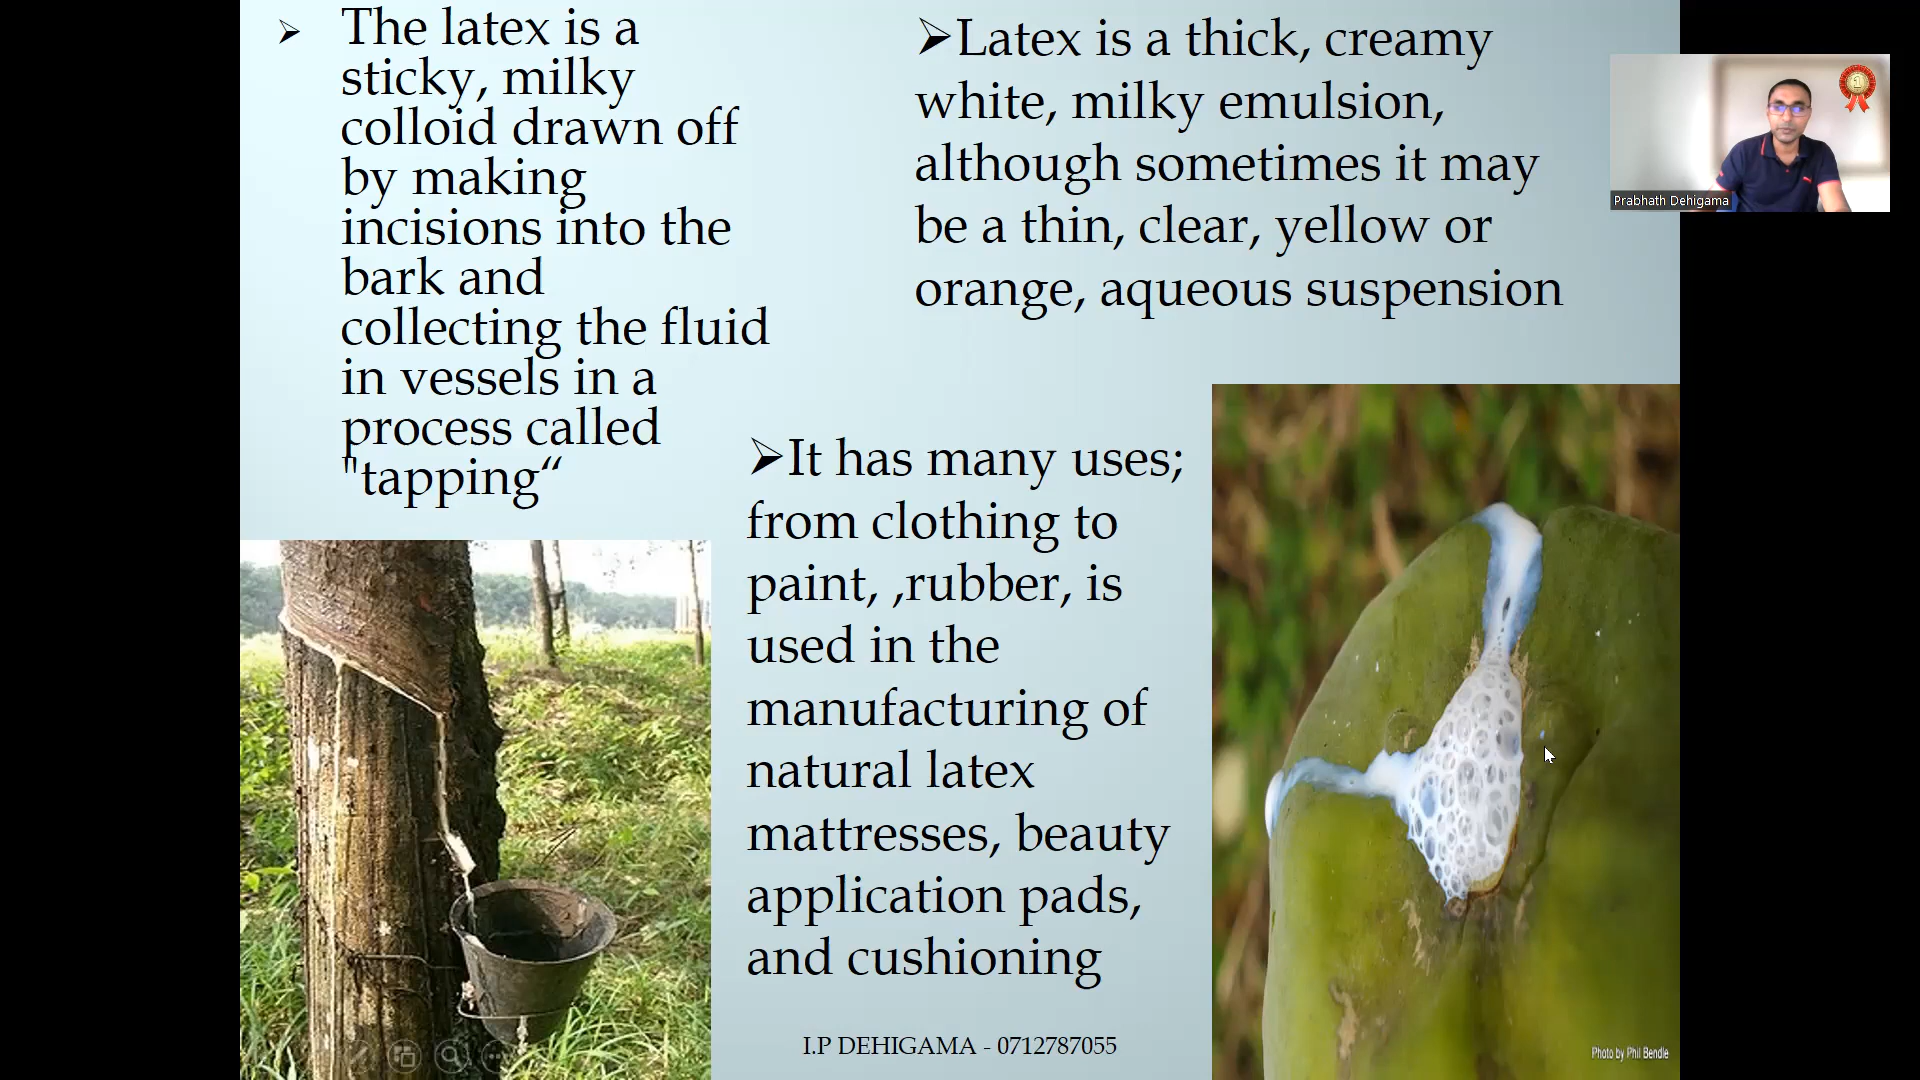 ➢ The latex is a
sticky, milky
colloid drawn off
by making
incisions into the
bark and
collecting the fluid
in vessels in a
process called
"tapping“
➢Latex is a thick, creamy
white, milky emulsion,
although sometimes it may
be a thin, clear, yellow or
orange, aqueous suspension
Prabhath Dehigama
1
➢It has many uses;
from clothing to
paint, ,rubber, is
used in the
manufacturing of
natural latex
mattresses, beauty
application pads,
and cushioning
I.P DEHIGAMA - 0712787055
Photo by Phil Bendle